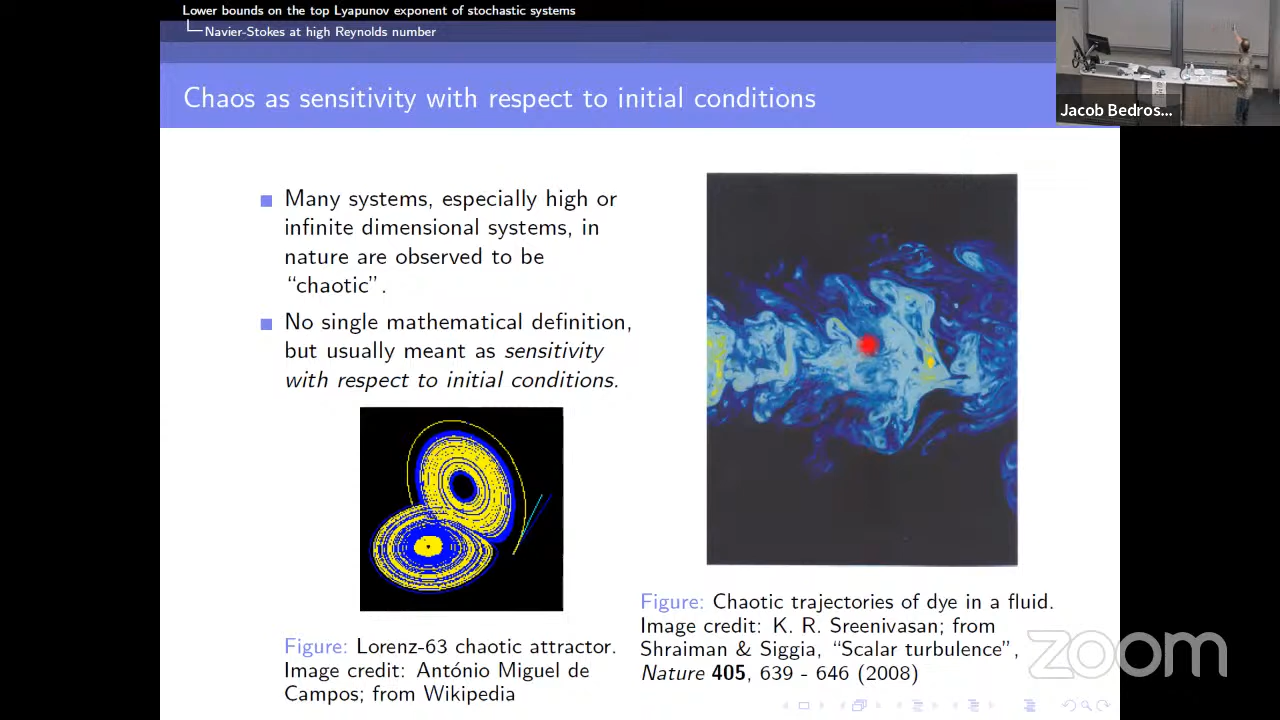 Lower bounds on the top Lyapunov exponent of stochastic systems
Navier-Stokes at high Reynolds number
Chaos as sensitivity with respect to initial conditions
Jacob Bedros...
Many systems, especially high or
infinite dimensional systems, in
nature are observed to be
“chaotic”.
No single mathematical definition,
but usually meant as sensitivity
with respect to initial conditions.
Figure: Lorenz-63 chaotic attractor.
Image credit: António Miguel de
Campos; from Wikipedia
Figure: Chaotic trajectories of dye in a fluid.
Image credit: K. R. Sreenivasan; from
Shraiman & Siggia, “Scalar turbulence”,
Nature 405, 639 - 646 (2008)
zoom